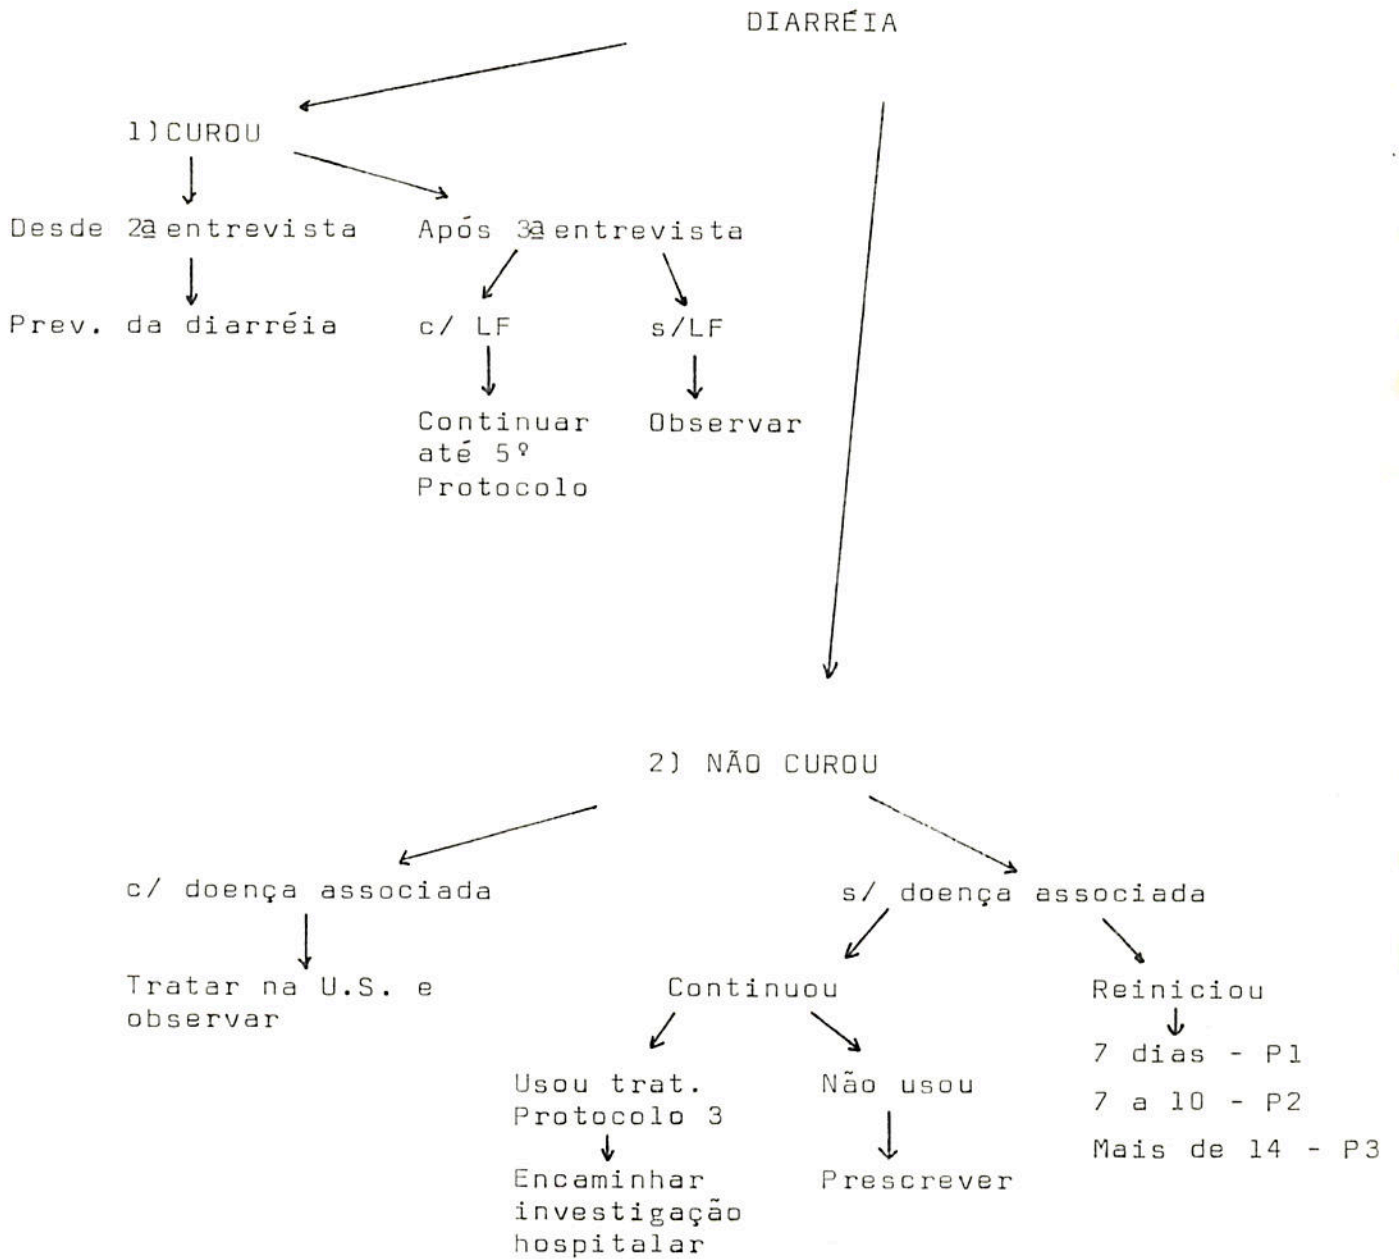 DIARRÉIA
1) CUROU
Desde 2ª entrevista
Após 3ª entrevista
Prev. da diarréia
c/ LF
s/LF
Continuar
até 5º
Protocolo
Observar
2) NÃO CUROU
c/ doença associada
s/ doença associada
Tratar na U.S. e
observar
Continuou
Reiniciou
Usou trat.
Protocolo 3
Não usou
Encaminhar
investigação
hospitalar
Prescrever
7 dias - P1
7 a 10 - P2
Mais de 14 - P3